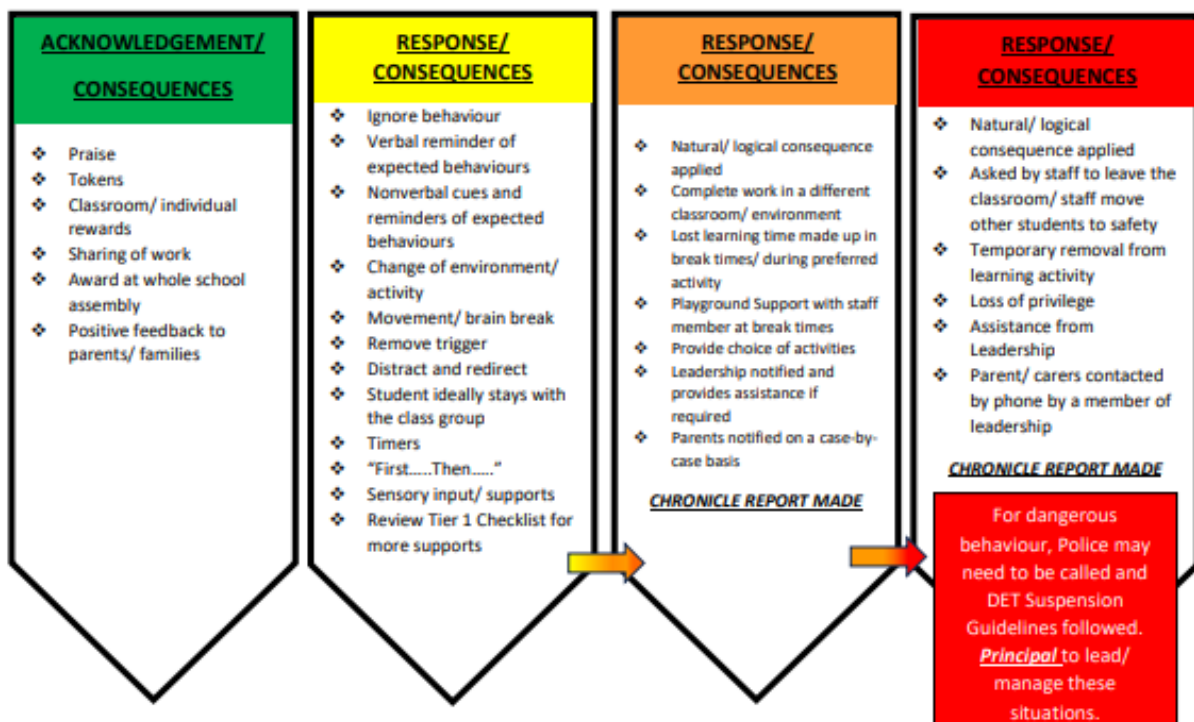 ACKNOWLEDGEMENT/
CONSEQUENCES
❖ Praise
❖ Tokens
❖ Classroom/ individual
rewards
❖ Sharing of work
❖ Award at whole school
assembly
❖ Positive feedback to
parents/ families
RESPONSE/
CONSEQUENCES
❖ Ignore behaviour
❖ Verbal reminder of
expected behaviours
❖ Nonverbal cues and
reminders of expected
behaviours
❖ Change of environment/
activity
❖ Movement/ brain break
❖ Remove trigger
❖ Distract and redirect
❖ Student ideally stays with
the class group
❖ Timers
❖ “First…..Then…..”
❖ Sensory input/ supports
❖ Review Tier 1 Checklist for
more supports
RESPONSE/
CONSEQUENCES
❖ Natural/ logical consequence
applied
❖ Complete work in a different
classroom/ environment
❖ Lost learning time made up in
break times/ during preferred
activity
❖ Playground Support with staff
member at break times
❖ Provide choice of activities
❖ Leadership notified and
provides assistance if
required
❖ Parents notified on a case-by-
case basis
CHRONICLE REPORT MADE
RESPONSE/
CONSEQUENCES
❖ Natural/ logical
consequence applied
❖ Asked by staff to leave the
classroom/ staff move
other students to safety
❖ Temporary removal from
learning activity
❖ Loss of privilege
❖ Assistance from
Leadership
❖ Parent/ carers contacted
by phone by a member of
leadership
CHRONICLE REPORT MADE
For dangerous
behaviour, Police may
need to be called and
DET Suspension
Guidelines followed.
Principal to lead/
manage these
situations.